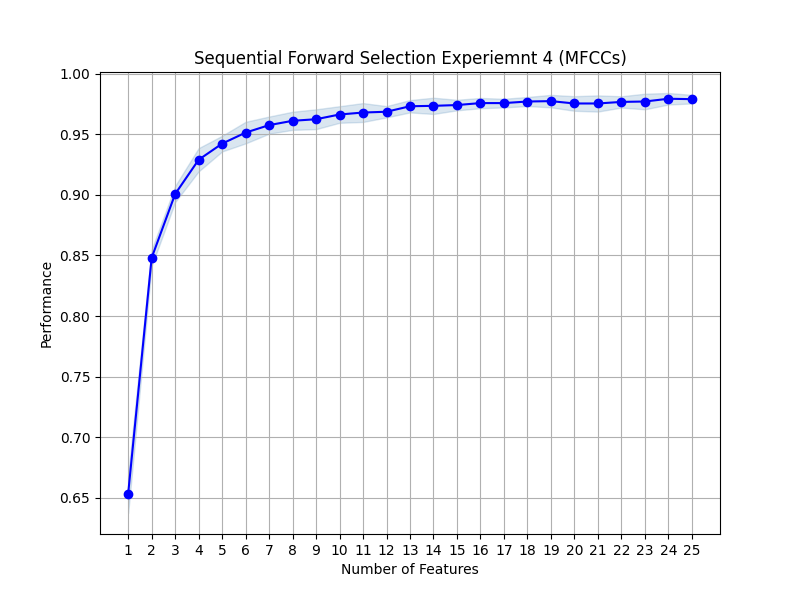 Sequential Forward Selection Experiemnt 4 (MFCCs)
1.00
0.95
0.90
0.85
0.80
0.75
0.70
0.65
Performance
1 2 3 4 5 6 7 8 9 10 11 12 13 14 15 16 17 18 19 20 21 22 23 24 25
Number of Features